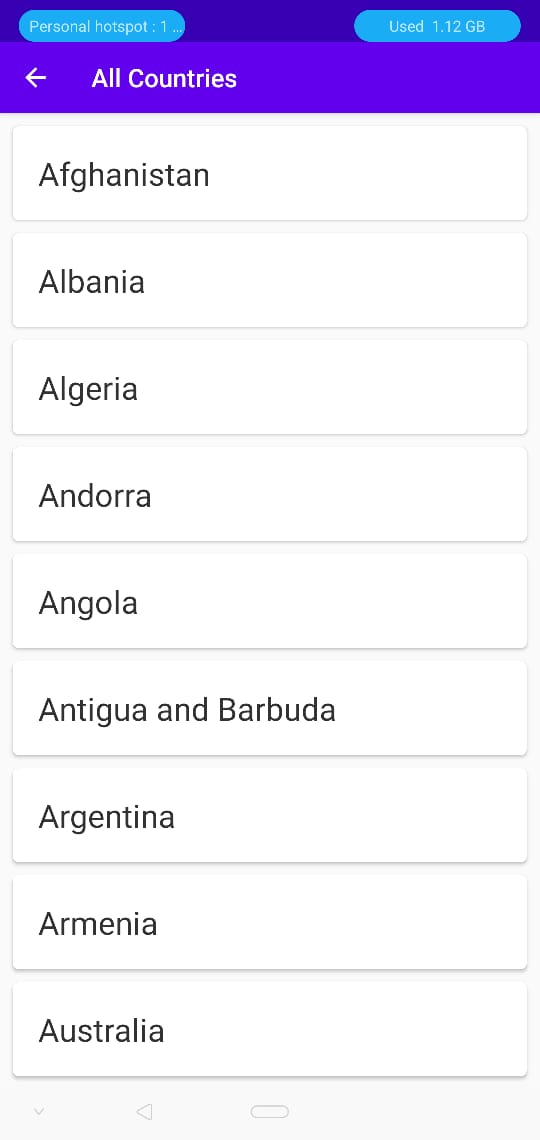 Personal hotspot : 1 ...
Used 1.12 GB
All Countries
Afghanistan
Albania
Algeria
Andorra
Angola
Antigua and Barbuda
Argentina
Armenia
Australia